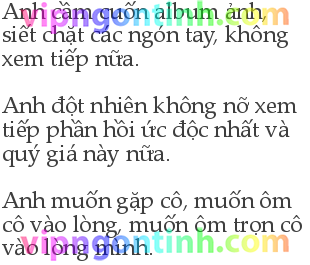 Anh cầm cuốn album ảnh,
vipngontinh.com
siết chặt các ngón tay, không
xem tiếp nữa.
Anh đột nhiên không nỡ xem
tiếp phần hồi ức độc nhất và
quý giá này nữa.
Anh muốn gặp cô, muốn ôm
cô vào lòng, muốn ôm trọn cô
vào lòng mình.
vipngontinh.com